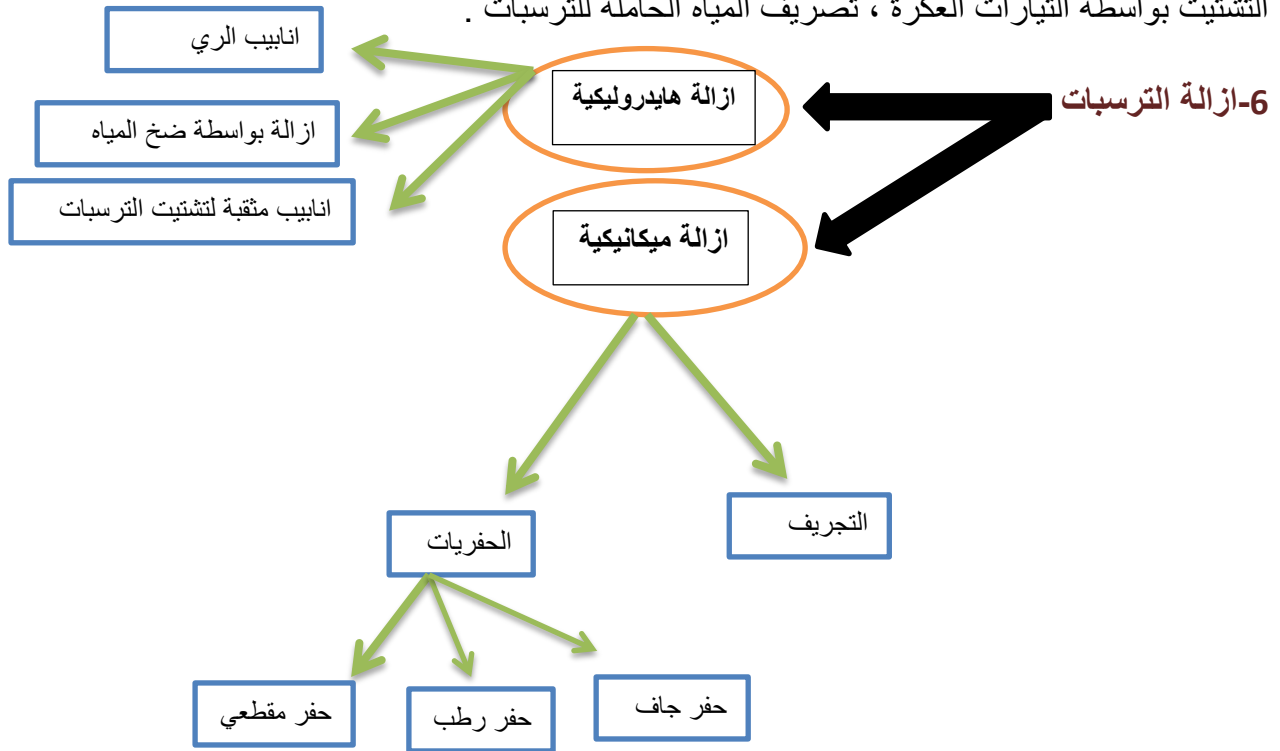 التشتيت بواسطة التيارات العكرة ، تصريف المياه الحاملة للترسبات .
6-ازالة الترسبات
ازالة هايدروليكية
انابيب الري
ازالة بواسطة ضخ المياه
انابيب مثقبة لتشتيت الترسبات
ازالة ميكانيكية
التجريف
الحفريات
حفر جاف
حفر رطب
حفر مقطعي